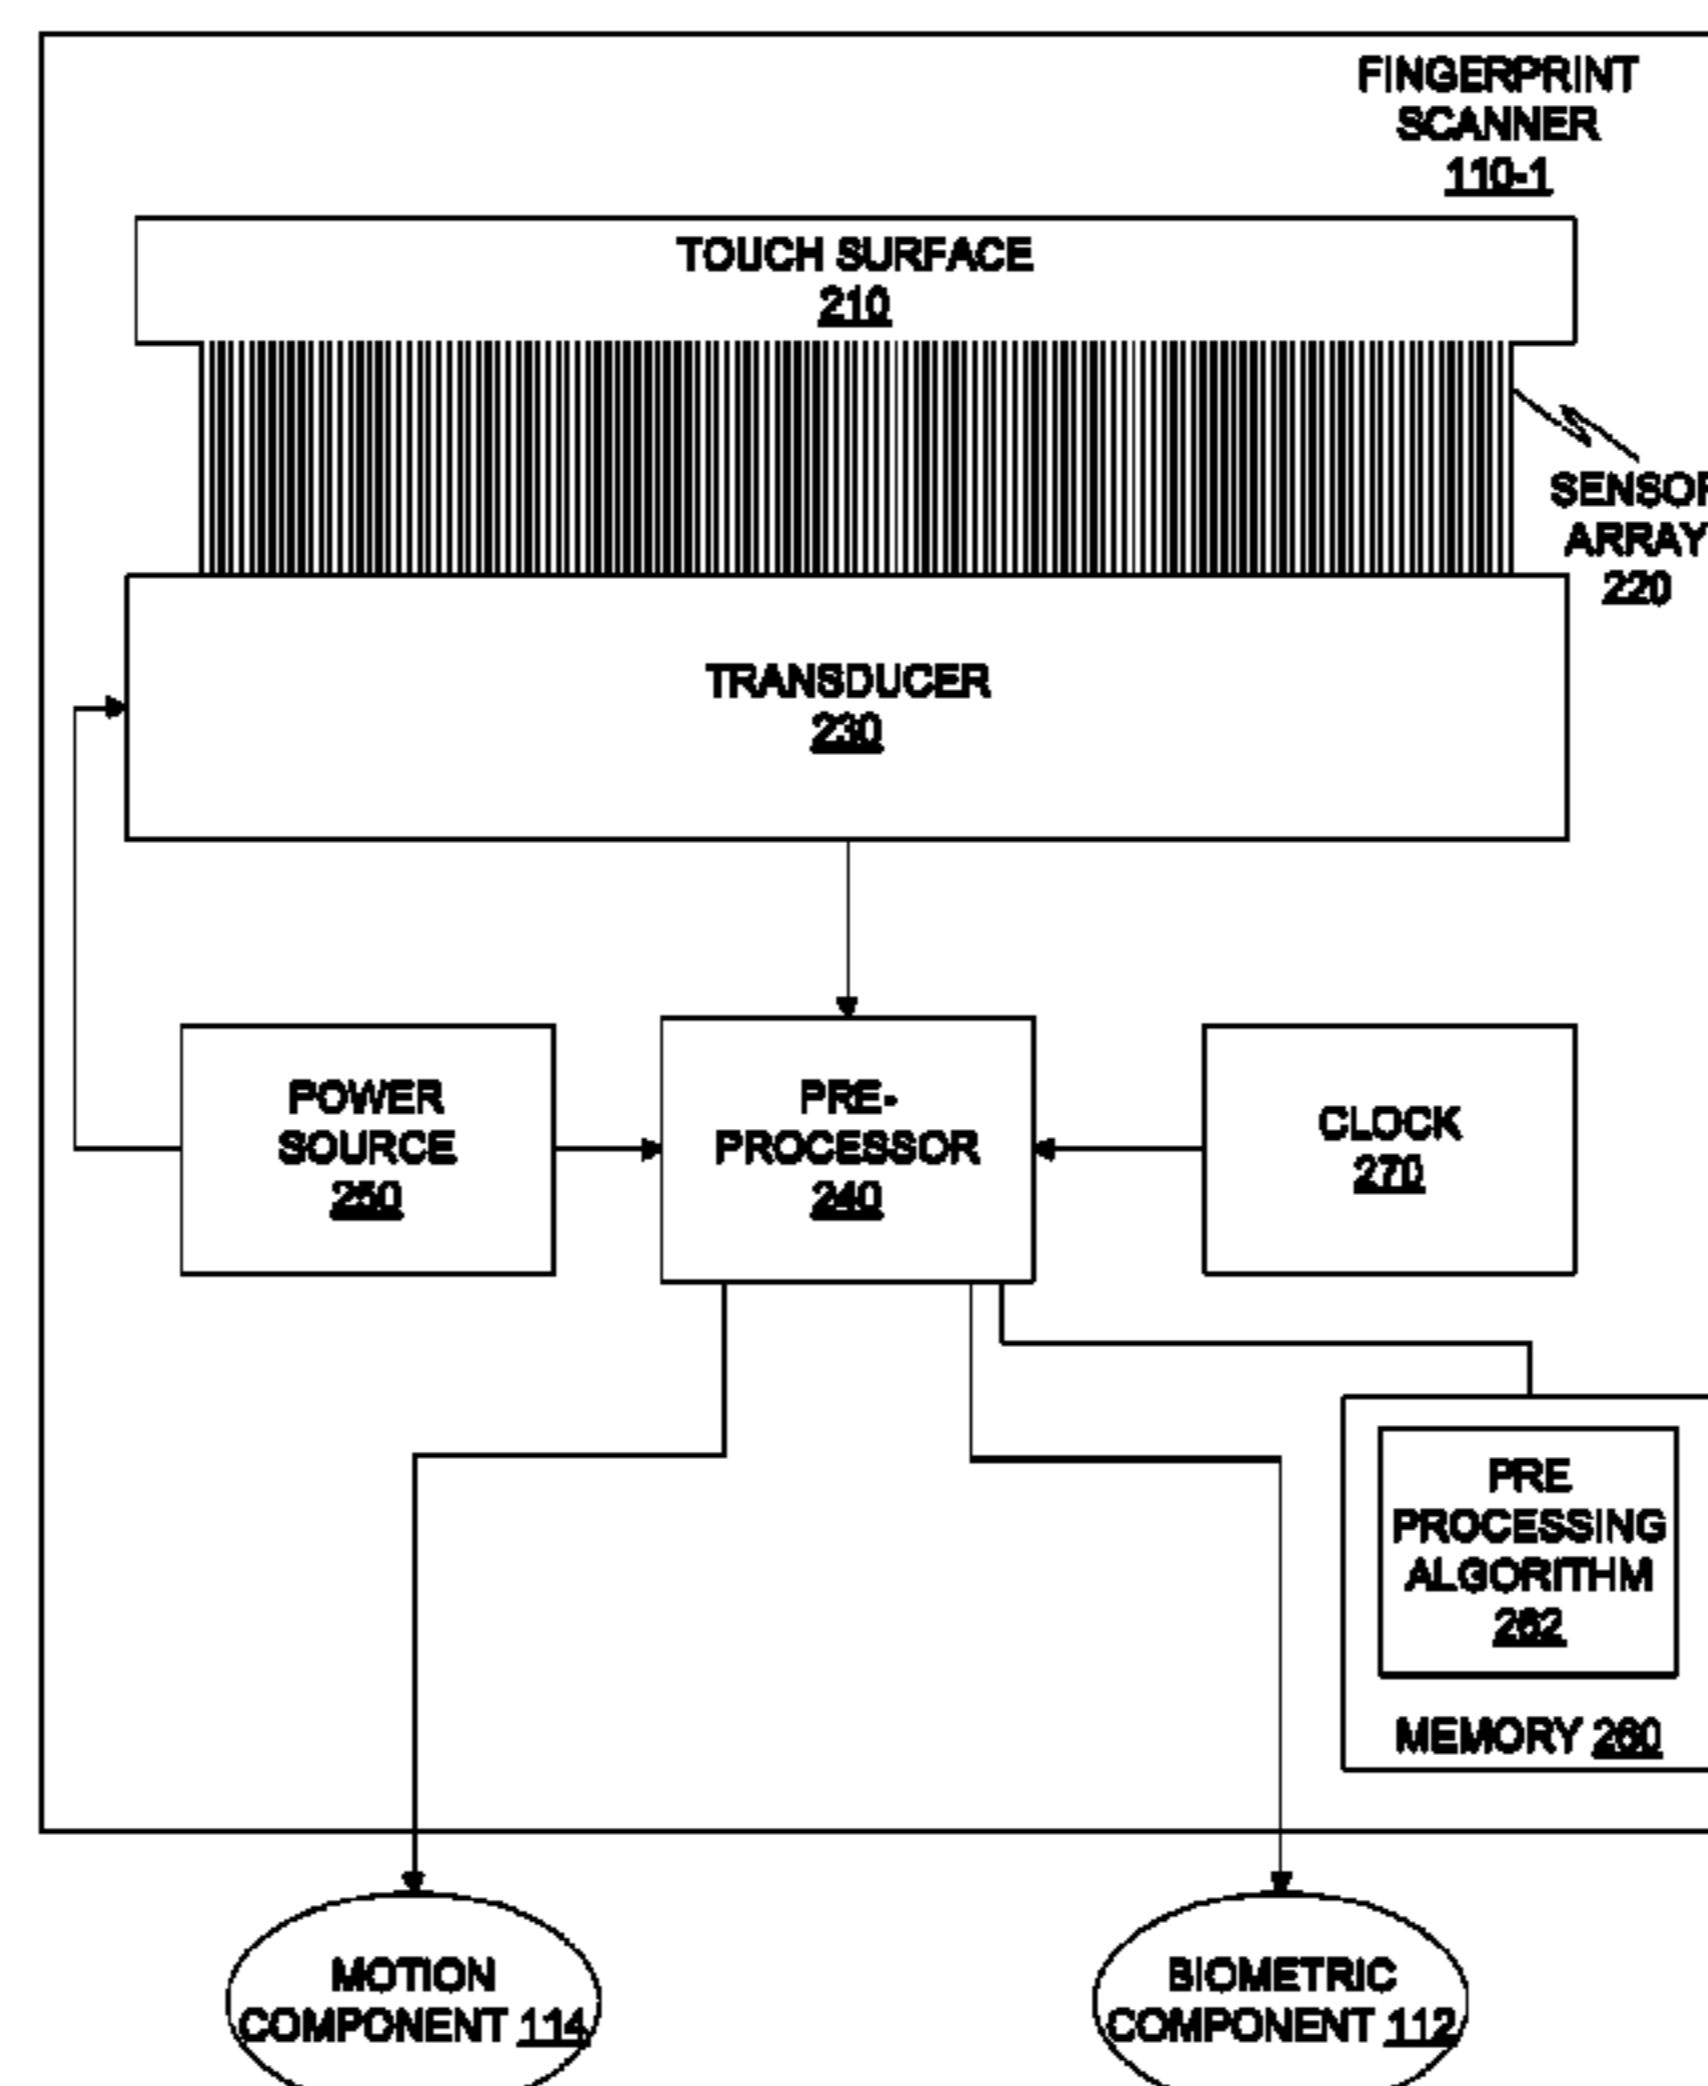 FINGERPRINT
SCANNER
110-1
TOUCH SURFACE
210
SENSOR
ARRAY
220
TRANSDUCER
230
POWER
SOURCE
250
PRE-
PROCESSOR
240
CLOCK
270
PRE
PROCESSING
ALGORITHM
262
MEMORY 260
MOTION
COMPONENT 114
BIOMETRIC
COMPONENT 112